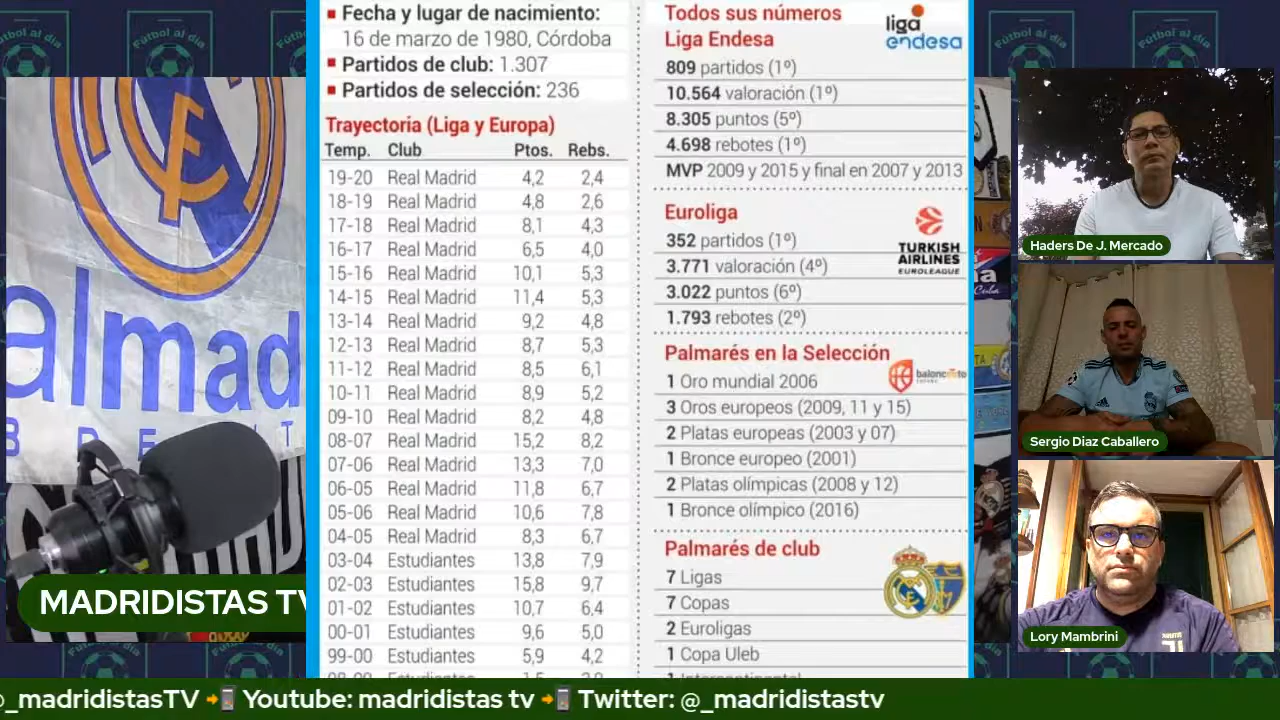 Fútbol al día
Fútbol al día
Fútbol al día
Fútbol al día
almad
MADRIDISTAS TV
Fecha y lugar de nacimiento:
16 de marzo de 1980, Córdoba
Partidos de club: 1.307
Partidos de selección: 236
Trayectoria (Liga y Europa)
Temp. Club Ptos. Rebs.
19-20 Real Madrid 4,2 2,4
18-19 Real Madrid 4,8 2,6
17-18 Real Madrid 8,1 4,3
16-17 Real Madrid 6,5 4,0
15-16 Real Madrid 10,1 5,3
14-15 Real Madrid 11,4 5,3
13-14 Real Madrid 9,2 4,8
12-13 Real Madrid 8,7 5,3
11-12 Real Madrid 8,5 6,1
10-11 Real Madrid 8,9 5,2
09-10 Real Madrid 8,2 4,8
08-07 Real Madrid 15,2 8,2
07-06 Real Madrid 13,3 7,0
06-05 Real Madrid 11,8 6,7
05-06 Real Madrid 10,6 7,8
04-05 Real Madrid 8,3 6,7
03-04 Estudiantes 13,8 7,9
02-03 Estudiantes 15,8 9,7
01-02 Estudiantes 10,7 6,4
00-01 Estudiantes 9,6 5,0
99-00 Estudiantes 5,9 4,2
Todos sus números
Liga Endesa
liga
endesa
809 partidos (1º)
10.564 valoración (1º)
8.305 puntos (5º)
4.698 rebotes (1º)
MVP 2009 y 2015 y final en 2007 y 2013
Euroliga
TURKISH
AIRLINES
EUROLEAGUE
352 partidos (1º)
3.771 valoración (4º)
3.022 puntos (6º)
1.793 rebotes (2º)
Palmarés en la Selección
1 Oro mundial 2006
3 Oros europeos (2009, 11 y 15)
2 Platas europeas (2003 y 07)
1 Bronce europeo (2001)
2 Platas olímpicas (2008 y 12)
1 Bronce olímpico (2016)
Palmarés de club
7 Ligas
7 Copas
2 Euroligas
1 Copa Uleb
Haders De J. Mercado
Sergio Diaz Caballero
Lory Mambrini
_madridistasTV Youtube: madridistas tv Twitter: @_madridistastv